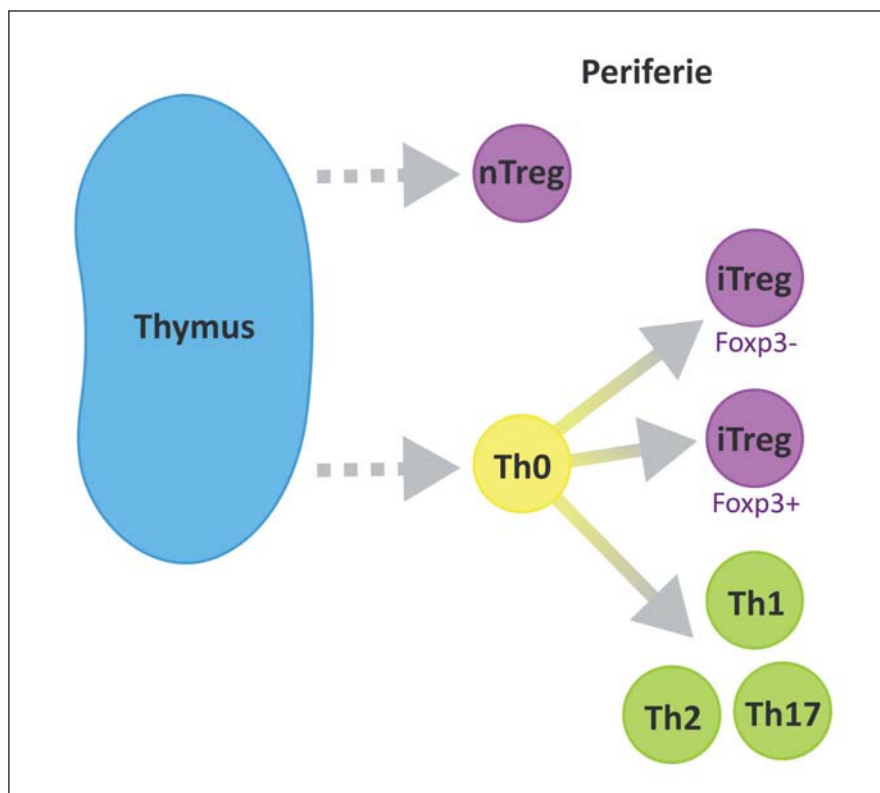 Periferie
nTreg
iTreg
Foxp3-
Thymus
iTreg
Th0
Foxp3+
Th1
Th2
Th17